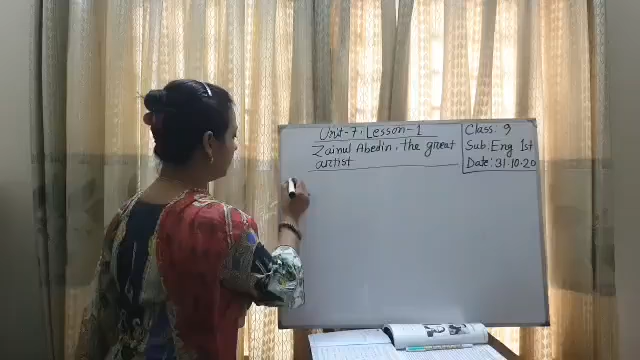 Unit-7, Lesson-1
Zainul Abedin, the great
artist
Class: 9
Sub: Eng 1st
Date: 31.10.20